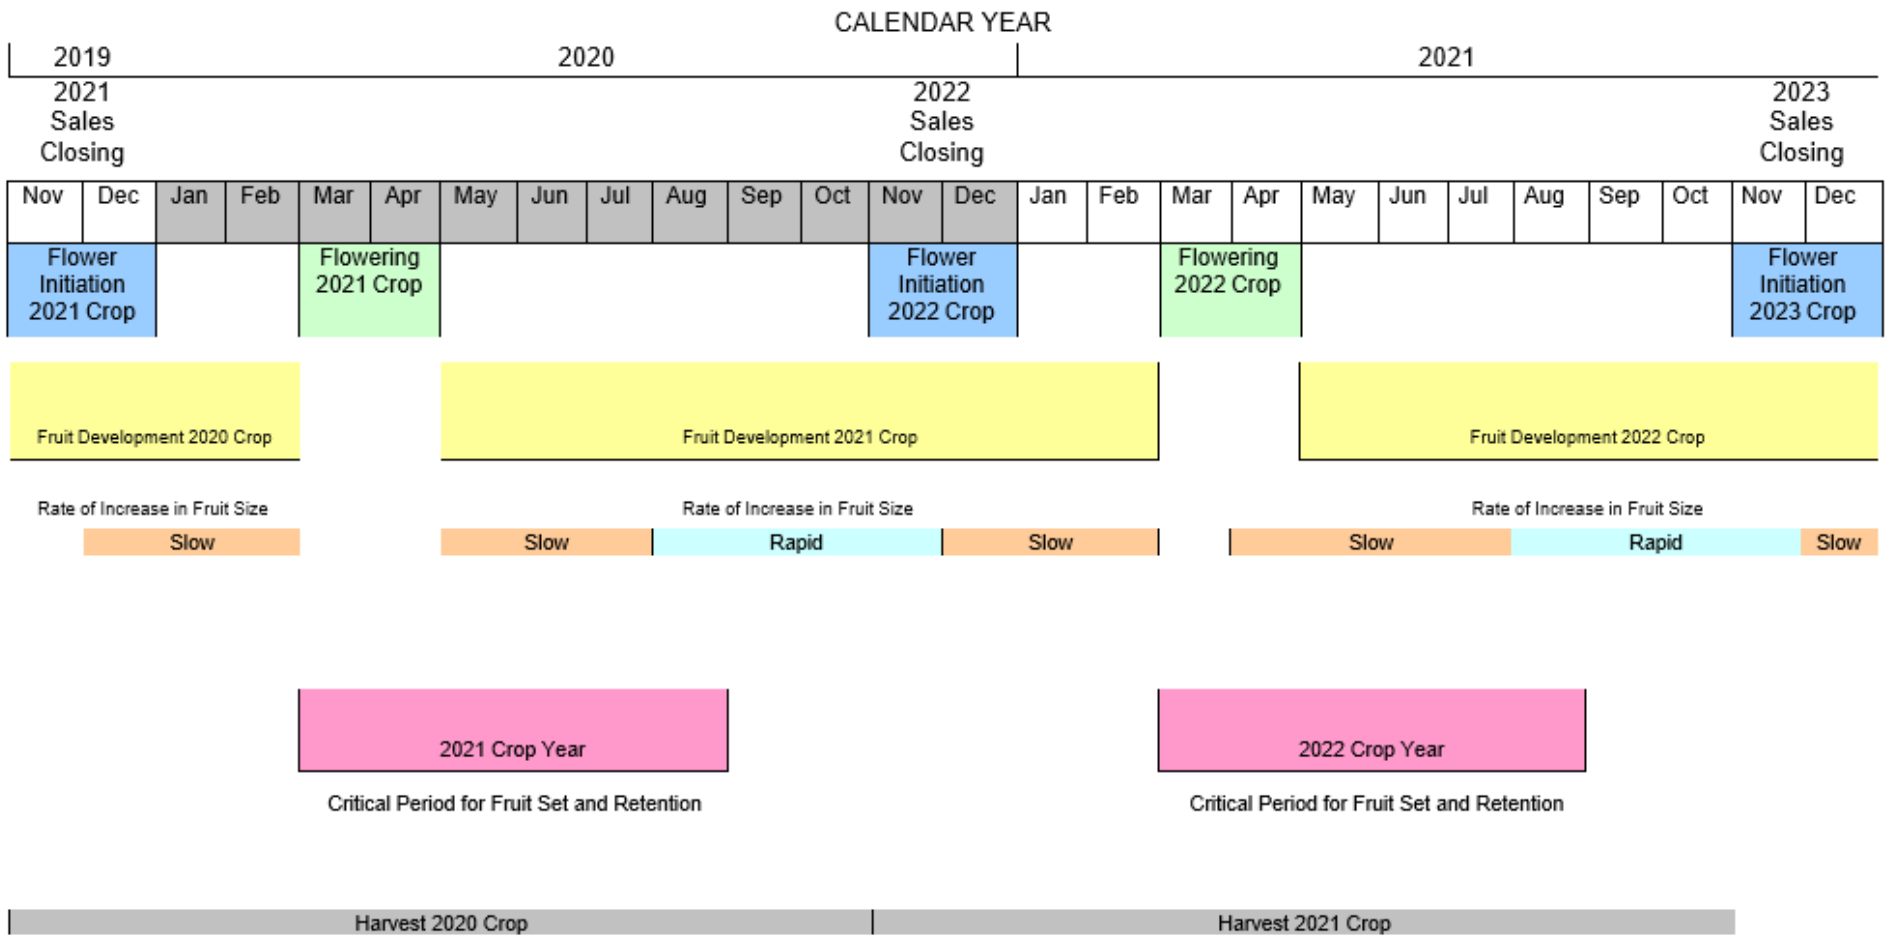 CALENDAR YEAR
2019 2020 2021
2021 2022 2023
Sales Sales Sales
Closing Closing Closing
Nov Dec Jan Feb Mar Apr May Jun Jul Aug Sep Oct Nov Dec Jan Feb Mar Apr May Jun Jul Aug Sep Oct Nov Dec
Flower Flowering Flower Flowering Flower
Initiation 2021 Crop Initiation 2022 Crop Initiation
2021 Crop 2022 Crop 2023 Crop
Fruit Development 2020 Crop Fruit Development 2021 Crop Fruit Development 2022 Crop
Rate of Increase in Fruit Size Rate of Increase in Fruit Size Rate of Increase in Fruit Size
Slow Slow Rapid Slow Slow Rapid Slow
2021 Crop Year 2022 Crop Year
Critical Period for Fruit Set and Retention Critical Period for Fruit Set and Retention
Harvest 2020 Crop Harvest 2021 Crop